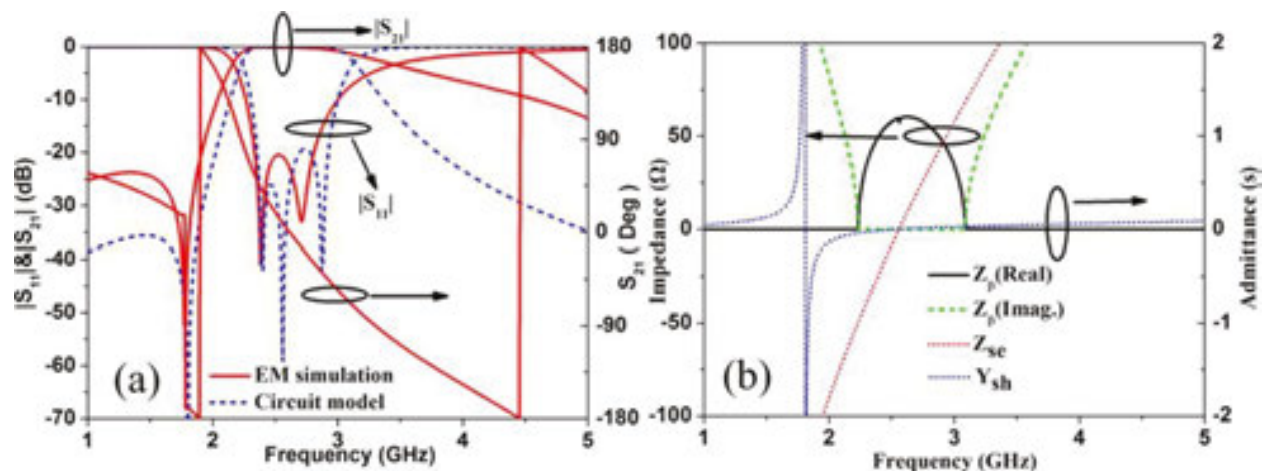 |S21|
0
-10
-20
-30
-40
-50
-60
-70
|S11|&|S21| (dB)
180
90
0
-90
-180
S21 ( Deg)
|S11|
(a)
EM simulation
Circuit model
1 2 3 4 5
Frequency (GHz)
100
50
0
-50
-100
Impedance (Ω)
2
1
0
-1
-2
Admittance (s)
Zβ(Real)
Zβ(Imag.)
Zse
Ysh
(b)
1 2 3 4 5
Frequency (GHz)